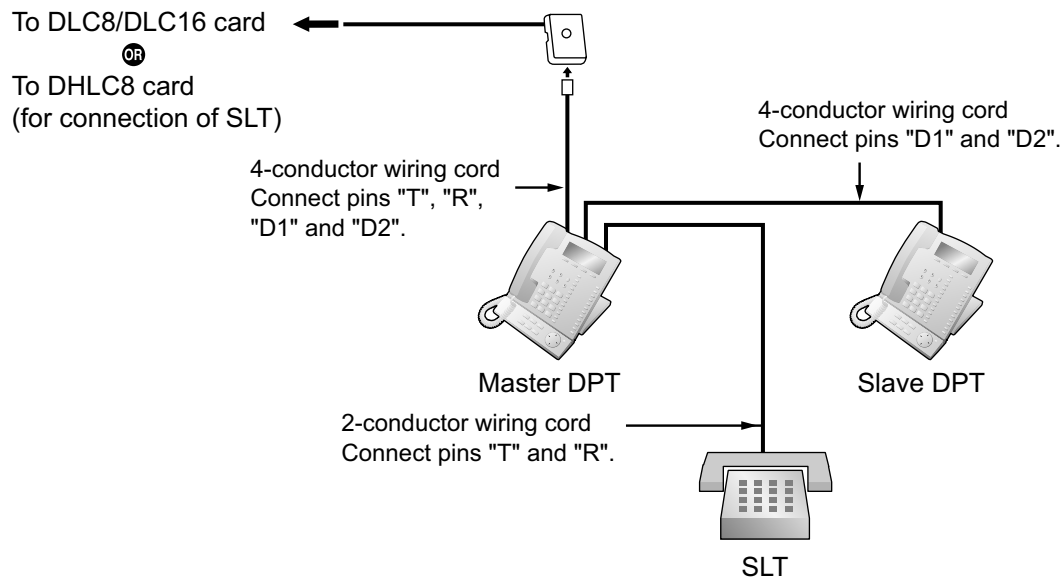 To DLC8/DLC16 card
OR
To DHLC8 card
(for connection of SLT)
4-conductor wiring cord
Connect pins "D1" and "D2".
4-conductor wiring cord
Connect pins "T", "R",
"D1" and "D2".
Master DPT
Slave DPT
2-conductor wiring cord
Connect pins "T" and "R".
SLT